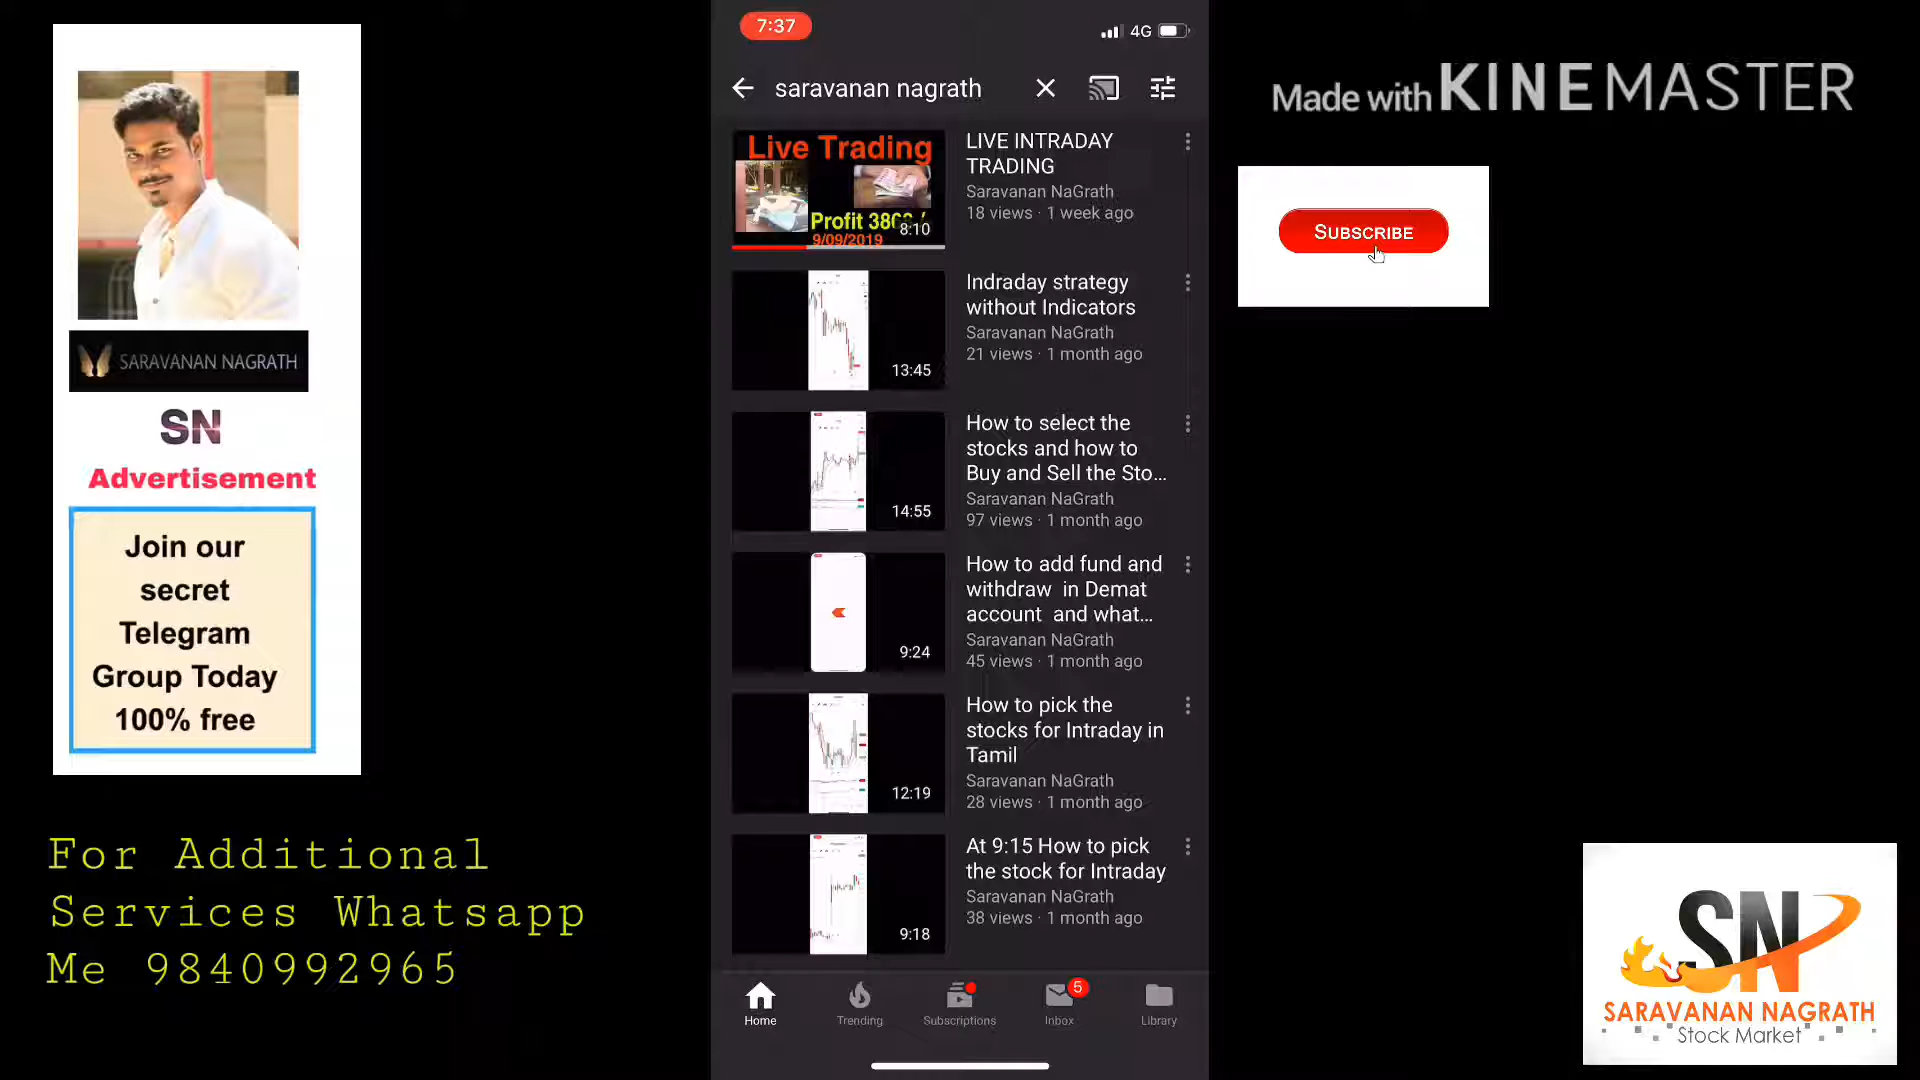 SARAVANAN NAGRATH
SN
Advertisement
Join our
secret
Telegram
Group Today
100% free
For Additional
Services Whatsapp
Me 9840992965
7:37
4G
saravanan nagrath
Live Trading
9/09/2019
8:10
LIVE INTRADAY
TRADING
Saravanan NaGrath
18 views · 1 week ago
13:45
Indraday strategy
without Indicators
Saravanan NaGrath
21 views · 1 month ago
14:55
How to select the
stocks and how to
Buy and Sell the Sto...
Saravanan NaGrath
97 views · 1 month ago
9:24
How to add fund and
withdraw in Demat
account and what...
Saravanan NaGrath
45 views · 1 month ago
12:19
How to pick the
stocks for Intraday in
Tamil
Saravanan NaGrath
28 views · 1 month ago
9:18
At 9:15 How to pick
the stock for Intraday
Saravanan NaGrath
38 views · 1 month ago
Home
Trending
Subscriptions
5
Inbox
Library
Made with KINEMASTER
SUBSCRIBE
SN
SARAVANAN NAGRATH
Stock Market